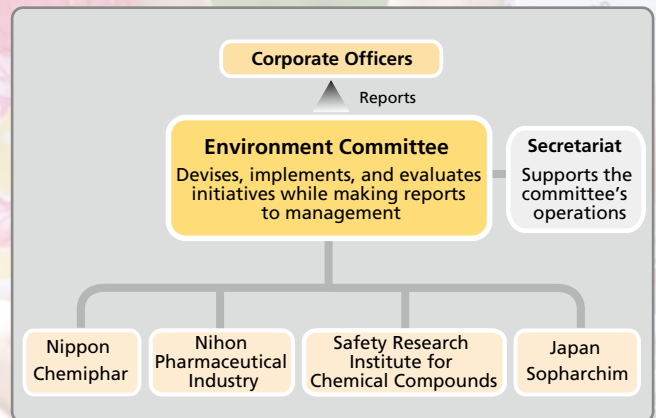 Corporate Officers
Reports
Environment Committee
Devises, implements, and evaluates
initiatives while making reports
to management
Secretariat
Supports the
committee's
operations
Nippon
Chemiphar
Nihon
Pharmaceutical
Industry
Safety Research
Institute for
Chemical Compounds
Japan
Sopharchim